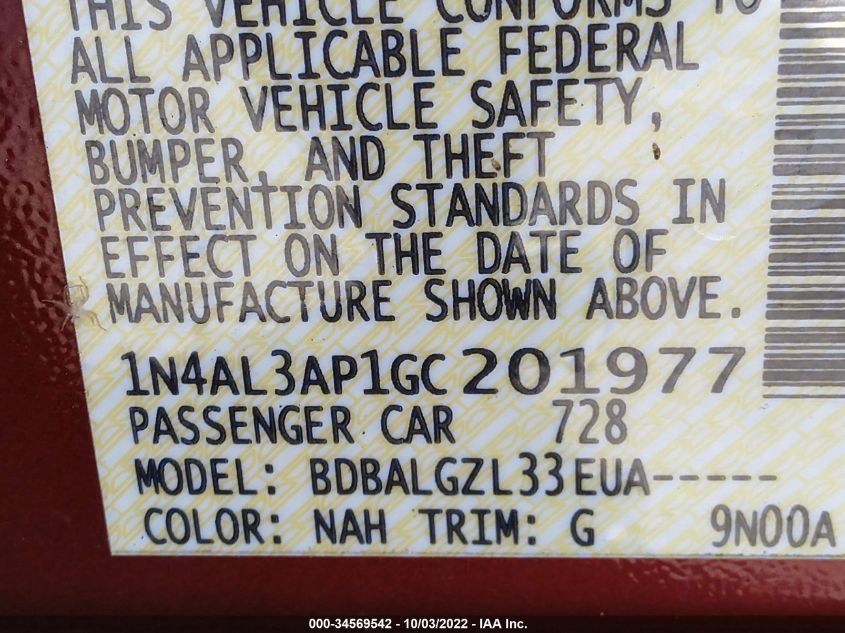 THIS VEHICLE CONFORMS TO
ALL APPLICABLE FEDERAL
MOTOR VEHICLE SAFETY,
BUMPER, AND THEFT
PREVENTION STANDARDS IN
EFFECT ON THE DATE OF
MANUFACTURE SHOWN ABOVE.
1N4AL3AP1GC201977
PASSENGER CAR 728
MODEL: BDBALGZL33EUA-----
COLOR: NAH TRIM: G 9N00A
000-34569542 - 10/03/2022 - IAA Inc.